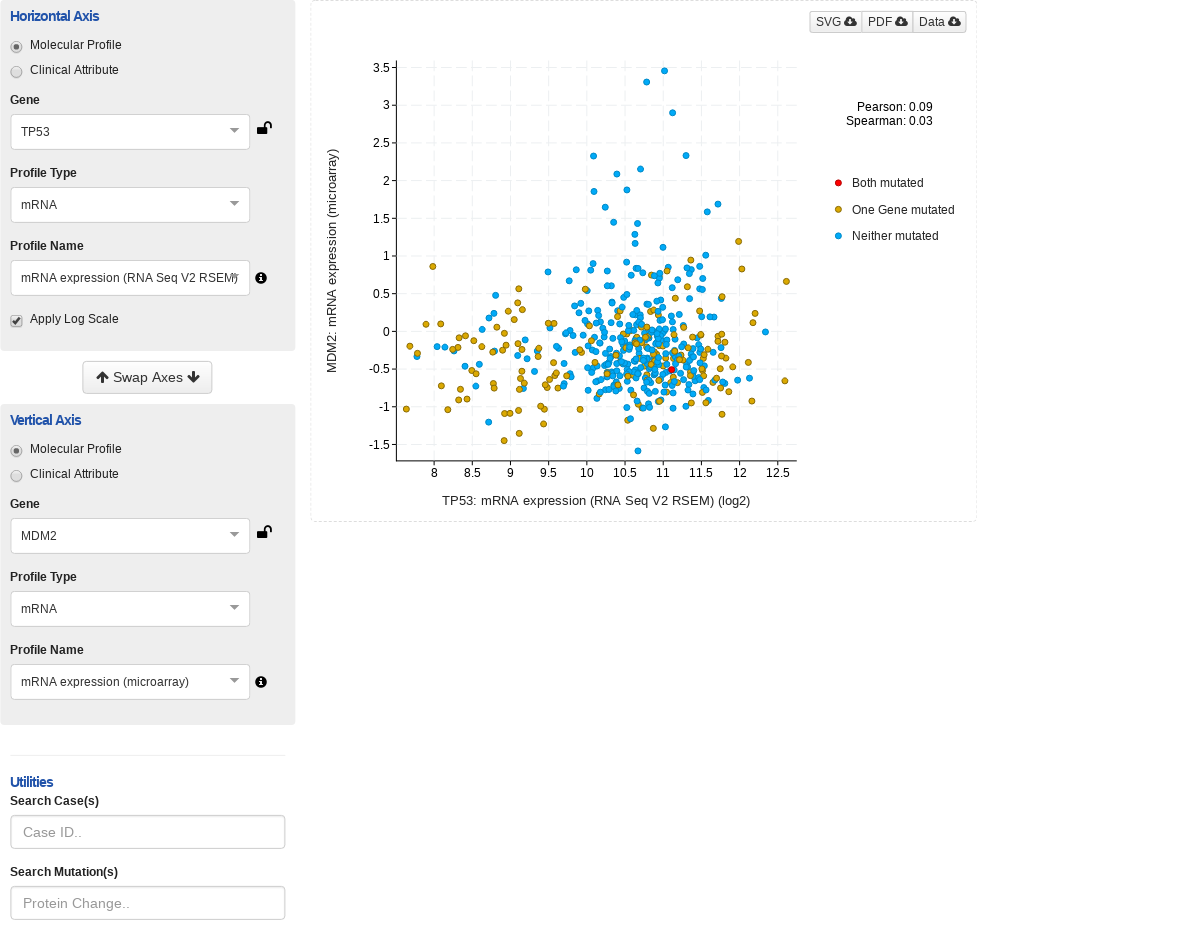 Horizontal Axis
Molecular Profile
Clinical Attribute
Gene
TP53
Profile Type
mRNA
Profile Name
mRNA expression (RNA Seq V2 RSEM)
Apply Log Scale
Swap Axes
Vertical Axis
Molecular Profile
Clinical Attribute
Gene
MDM2
Profile Type
mRNA
Profile Name
mRNA expression (microarray)
Utilities
Search Case(s)
Case ID..
Search Mutation(s)
Protein Change..
SVG PDF Data
MDM2: mRNA expression (microarray)
3.5
3
2.5
2
1.5
1
0.5
0
-0.5
-1
-1.5
8 8.5 9 9.5 10 10.5 11 11.5 12 12.5
TP53: mRNA expression (RNA Seq V2 RSEM) (log2)
Pearson: 0.09
Spearman: 0.03
Both mutated
One Gene mutated
Neither mutated